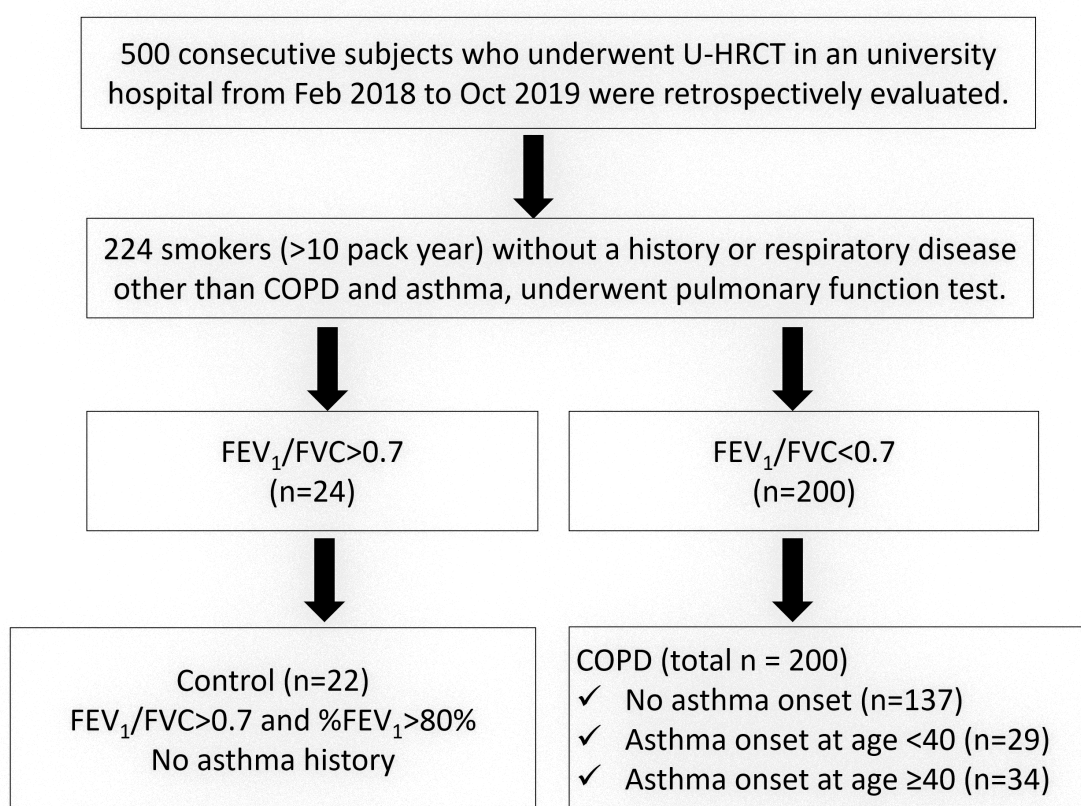 500 consecutive subjects who underwent U-HRCT in an university
hospital from Feb 2018 to Oct 2019 were retrospectively evaluated.
224 smokers (>10 pack year) without a history or respiratory disease
other than COPD and asthma, underwent pulmonary function test.
FEV₁/FVC>0.7
(n=24)
FEV₁/FVC<0.7
(n=200)
Control (n=22)
FEV₁/FVC>0.7 and %FEV₁>80%
No asthma history
COPD (total n = 200)
✓ No asthma onset (n=137)
✓ Asthma onset at age <40 (n=29)
✓ Asthma onset at age ≥40 (n=34)